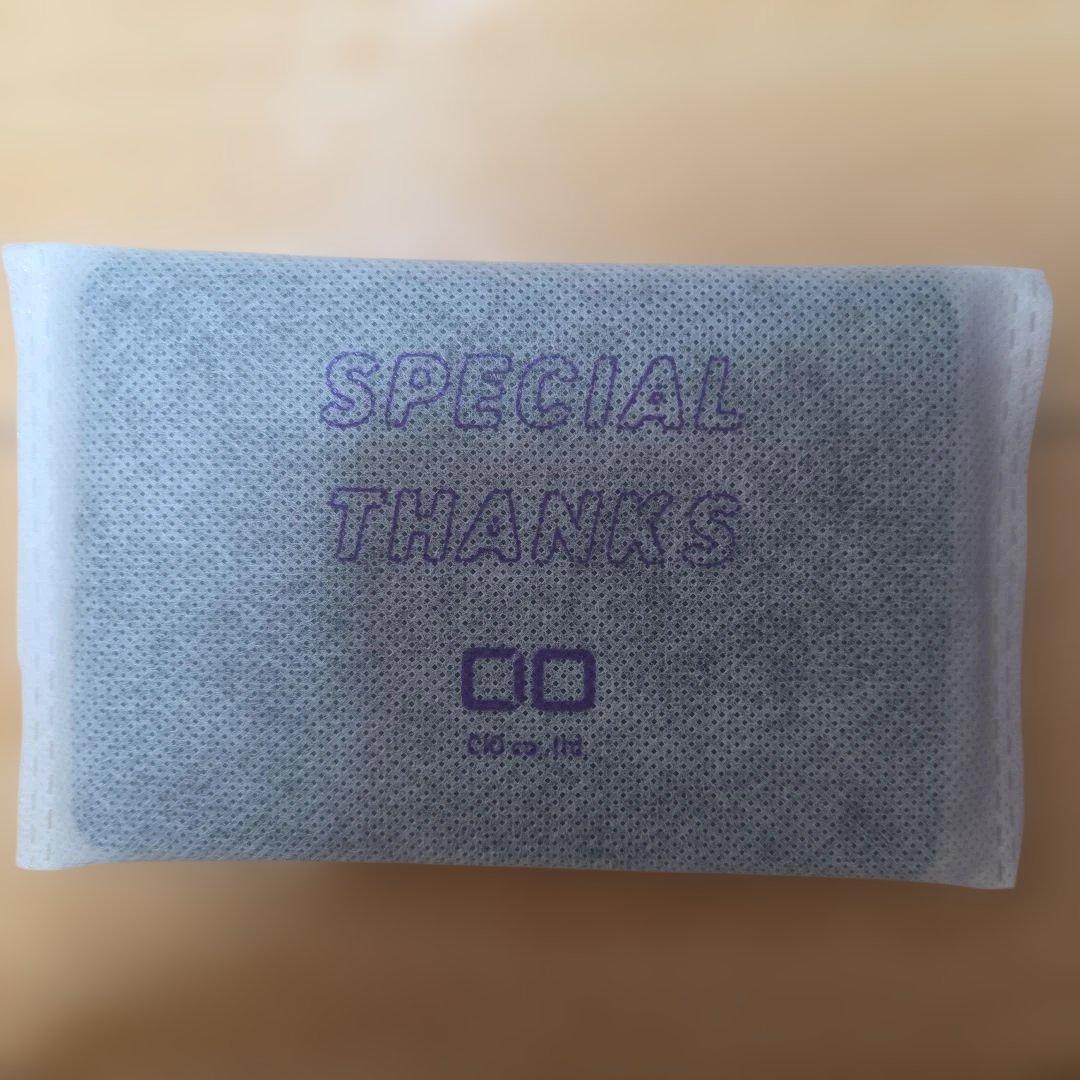 SPECIAL
THANKS
CIO
CIO co. ltd.